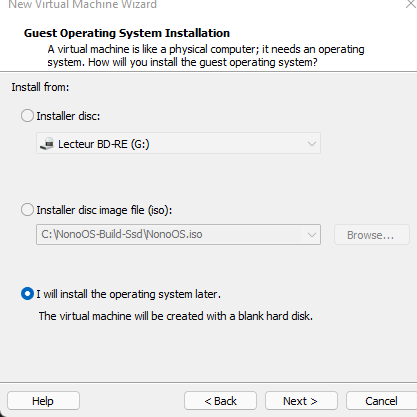 New Virtual Machine Wizard
Guest Operating System Installation
A virtual machine is like a physical computer; it needs an operating
system. How will you install the guest operating system?
Install from:
Installer disc:
Lecteur BD-RE (G:)
Installer disc image file (iso):
C:\NonoOS-Build-Ssd\NonoOS.iso
Browse...
I will install the operating system later.
The virtual machine will be created with a blank hard disk.
Help
< Back
Next >
Cancel